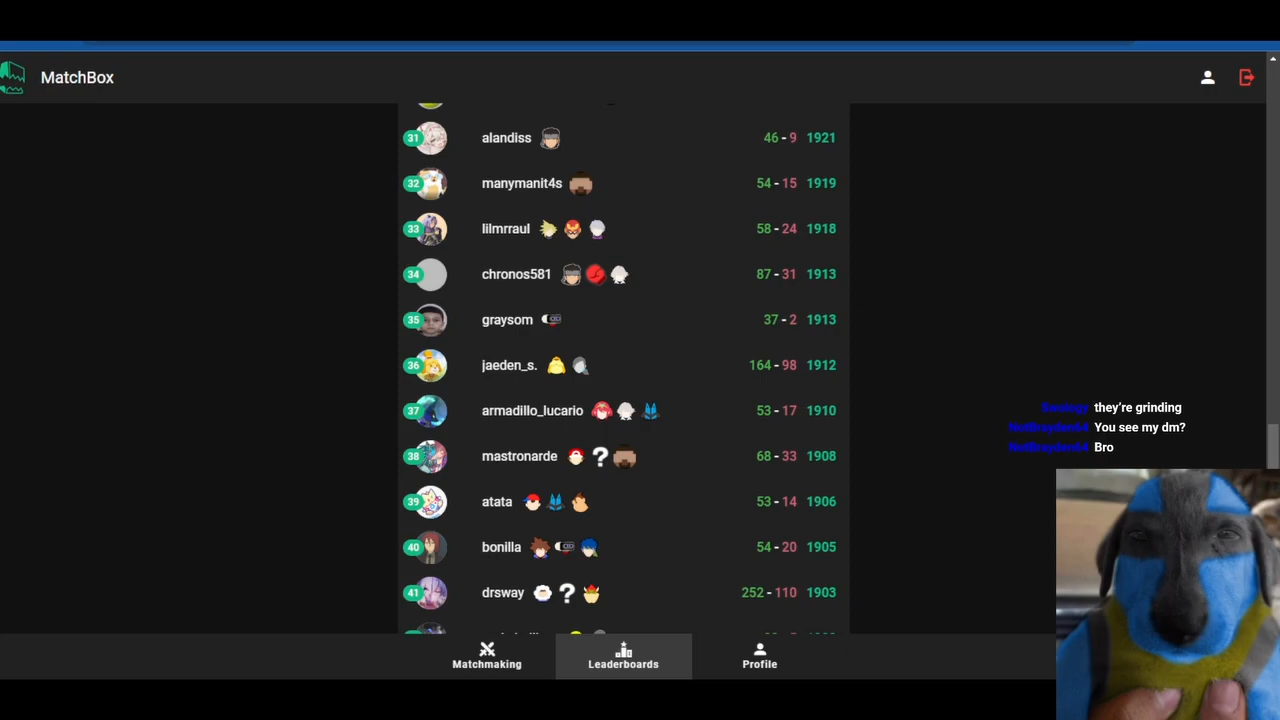 MatchBox
31 alandiss 46 - 9 1921
32 manymanit4s 54 - 15 1919
33 lilmrraul 58 - 24 1918
34 chronos581 87 - 31 1913
35 graysom 37 - 2 1913
36 jaeden_s. 164 - 98 1912
37 armadillo_lucario 53 - 17 1910
38 mastronarde ? 68 - 33 1908
39 atata 53 - 14 1906
40 bonilla 54 - 20 1905
41 drsway ? 252 - 110 1903
they're grinding
NotBrayden64 You see my dm?
NotBrayden64 Bro
Matchmaking
Leaderboards
Profile